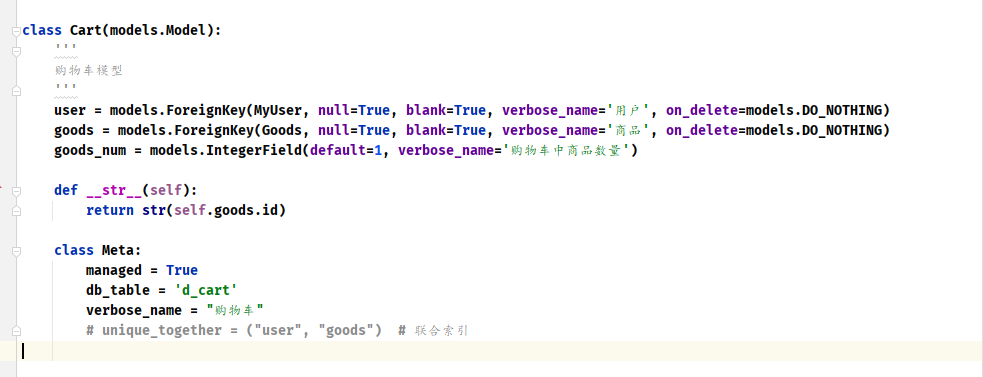 class Cart(models.Model):
    '''
    购物车模型
    '''
    user = models.ForeignKey(MyUser, null=True, blank=True, verbose_name='用户', on_delete=models.DO_NOTHING)
    goods = models.ForeignKey(Goods, null=True, blank=True, verbose_name='商品', on_delete=models.DO_NOTHING)
    goods_num = models.IntegerField(default=1, verbose_name='购物车中商品数量')
    def __str__(self):
        return str(self.goods.id)
    class Meta:
        managed = True
        db_table = 'd_cart'
        verbose_name = "购物车"
        # unique_together = ("user", "goods")  # 联合索引